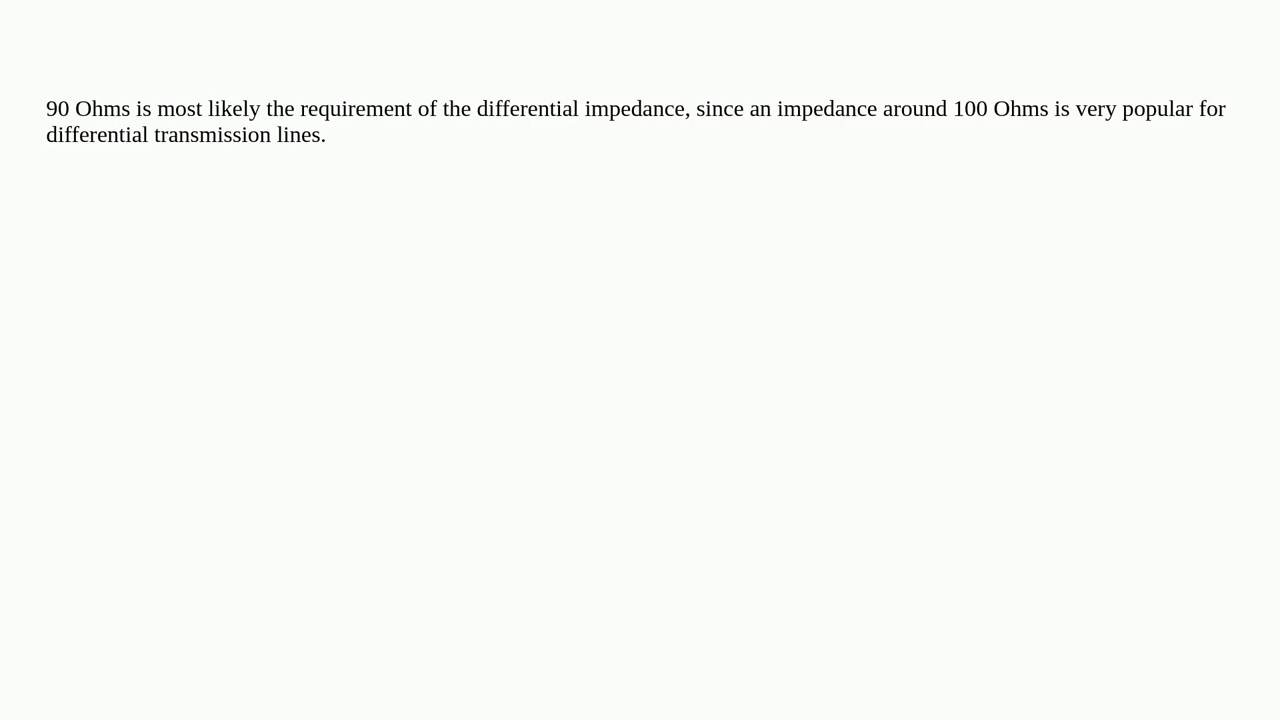 90 Ohms is most likely the requirement of the differential impedance, since an impedance around 100 Ohms is very popular for
differential transmission lines.